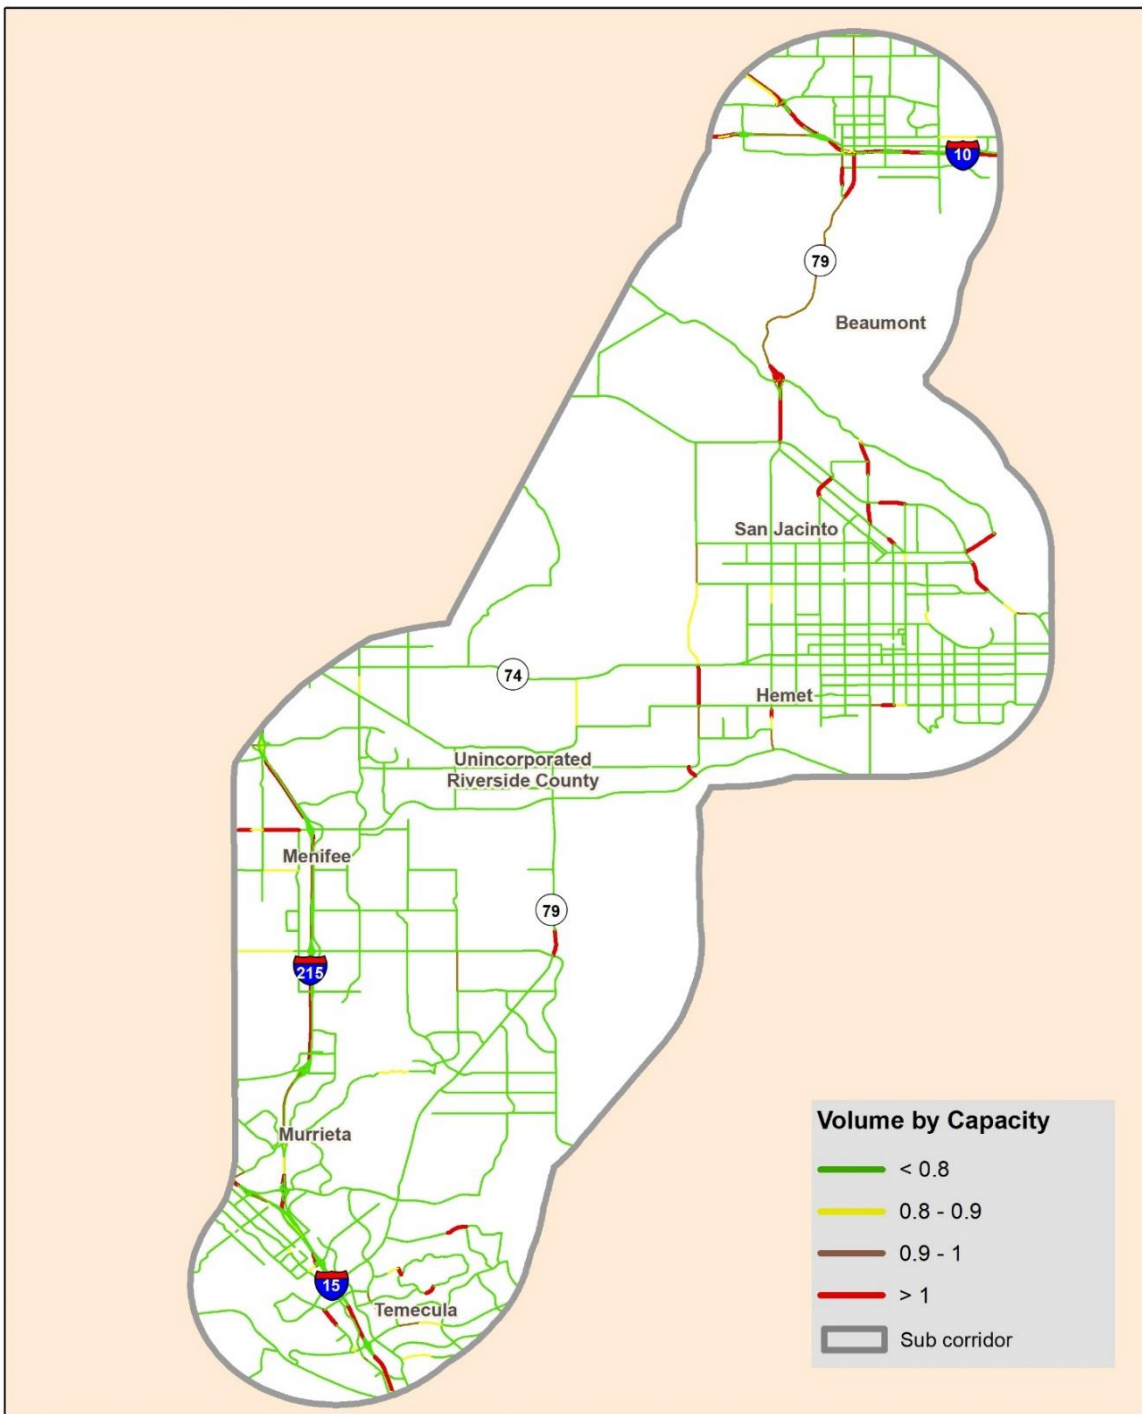 10
79
Beaumont
San Jacinto
74
Hemet
Unincorporated
Riverside County
Menifee
79
215
Murrieta
15
Temecula
Volume by Capacity
< 0.8
0.8 - 0.9
0.9 - 1
> 1
Sub corridor